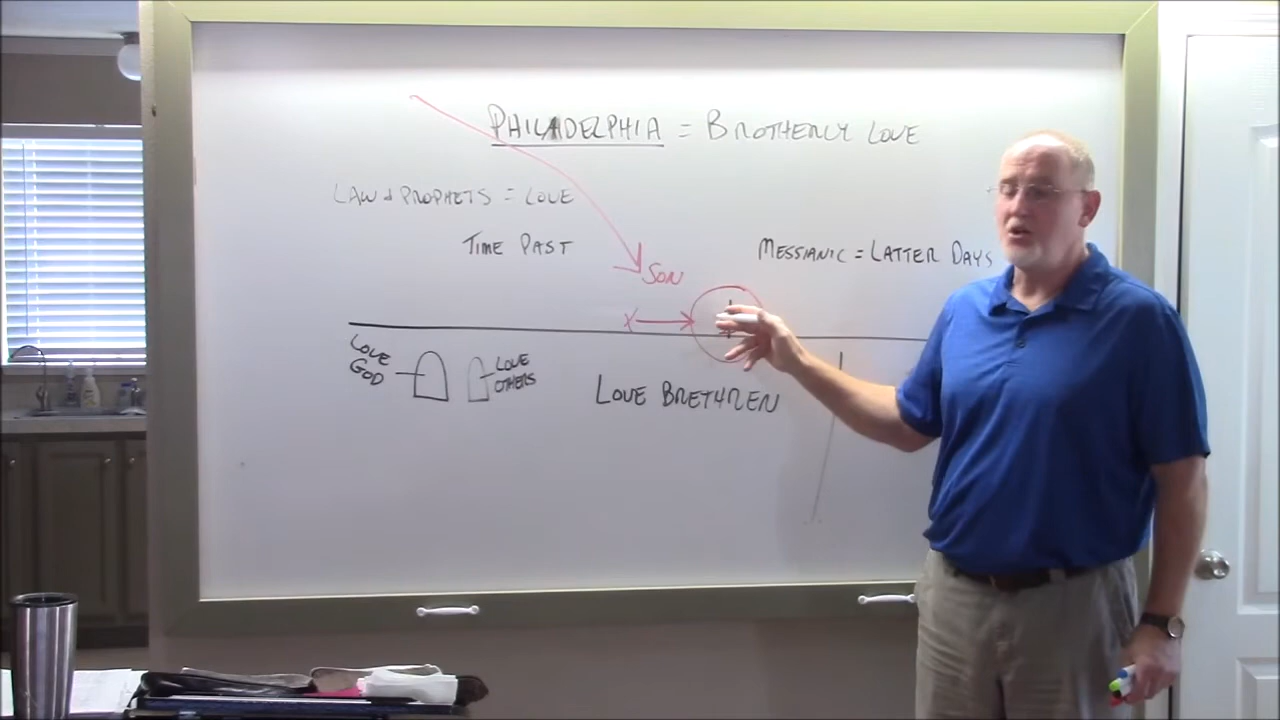 PHILADELPHIA = BROTHERLY LOVE
LAW & PROPHETS = LOVE
TIME PAST
MESSIANIC = LATTER DAYS
SON
X
LOVE
GOD
LOVE
OTHERS
LOVE BRETHREN